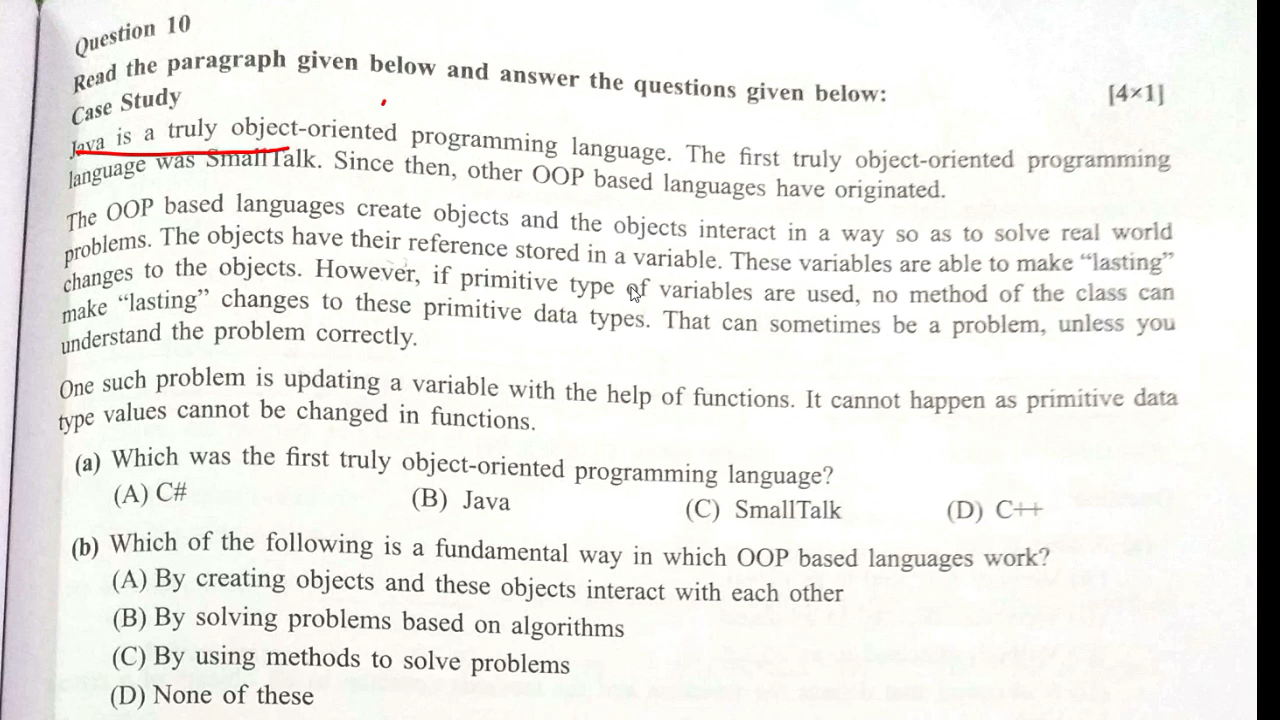 Question 10
Read the paragraph given below and answer the questions given below: [4×1]
Case Study
Java is a truly object-oriented programming language. The first truly object-oriented programming
language was SmallTalk. Since then, other OOP based languages have originated.
The OOP based languages create objects and the objects interact in a way so as to solve real world
problems. The objects have their reference stored in a variable. These variables are able to make “lasting”
changes to the objects. However, if primitive type of variables are used, no method of the class can
make “lasting” changes to these primitive data types. That can sometimes be a problem, unless you
understand the problem correctly.
One such problem is updating a variable with the help of functions. It cannot happen as primitive data
type values cannot be changed in functions.
(a) Which was the first truly object-oriented programming language?
(A) C# (B) Java (C) SmallTalk (D) C++
(b) Which of the following is a fundamental way in which OOP based languages work?
(A) By creating objects and these objects interact with each other
(B) By solving problems based on algorithms
(C) By using methods to solve problems
(D) None of these